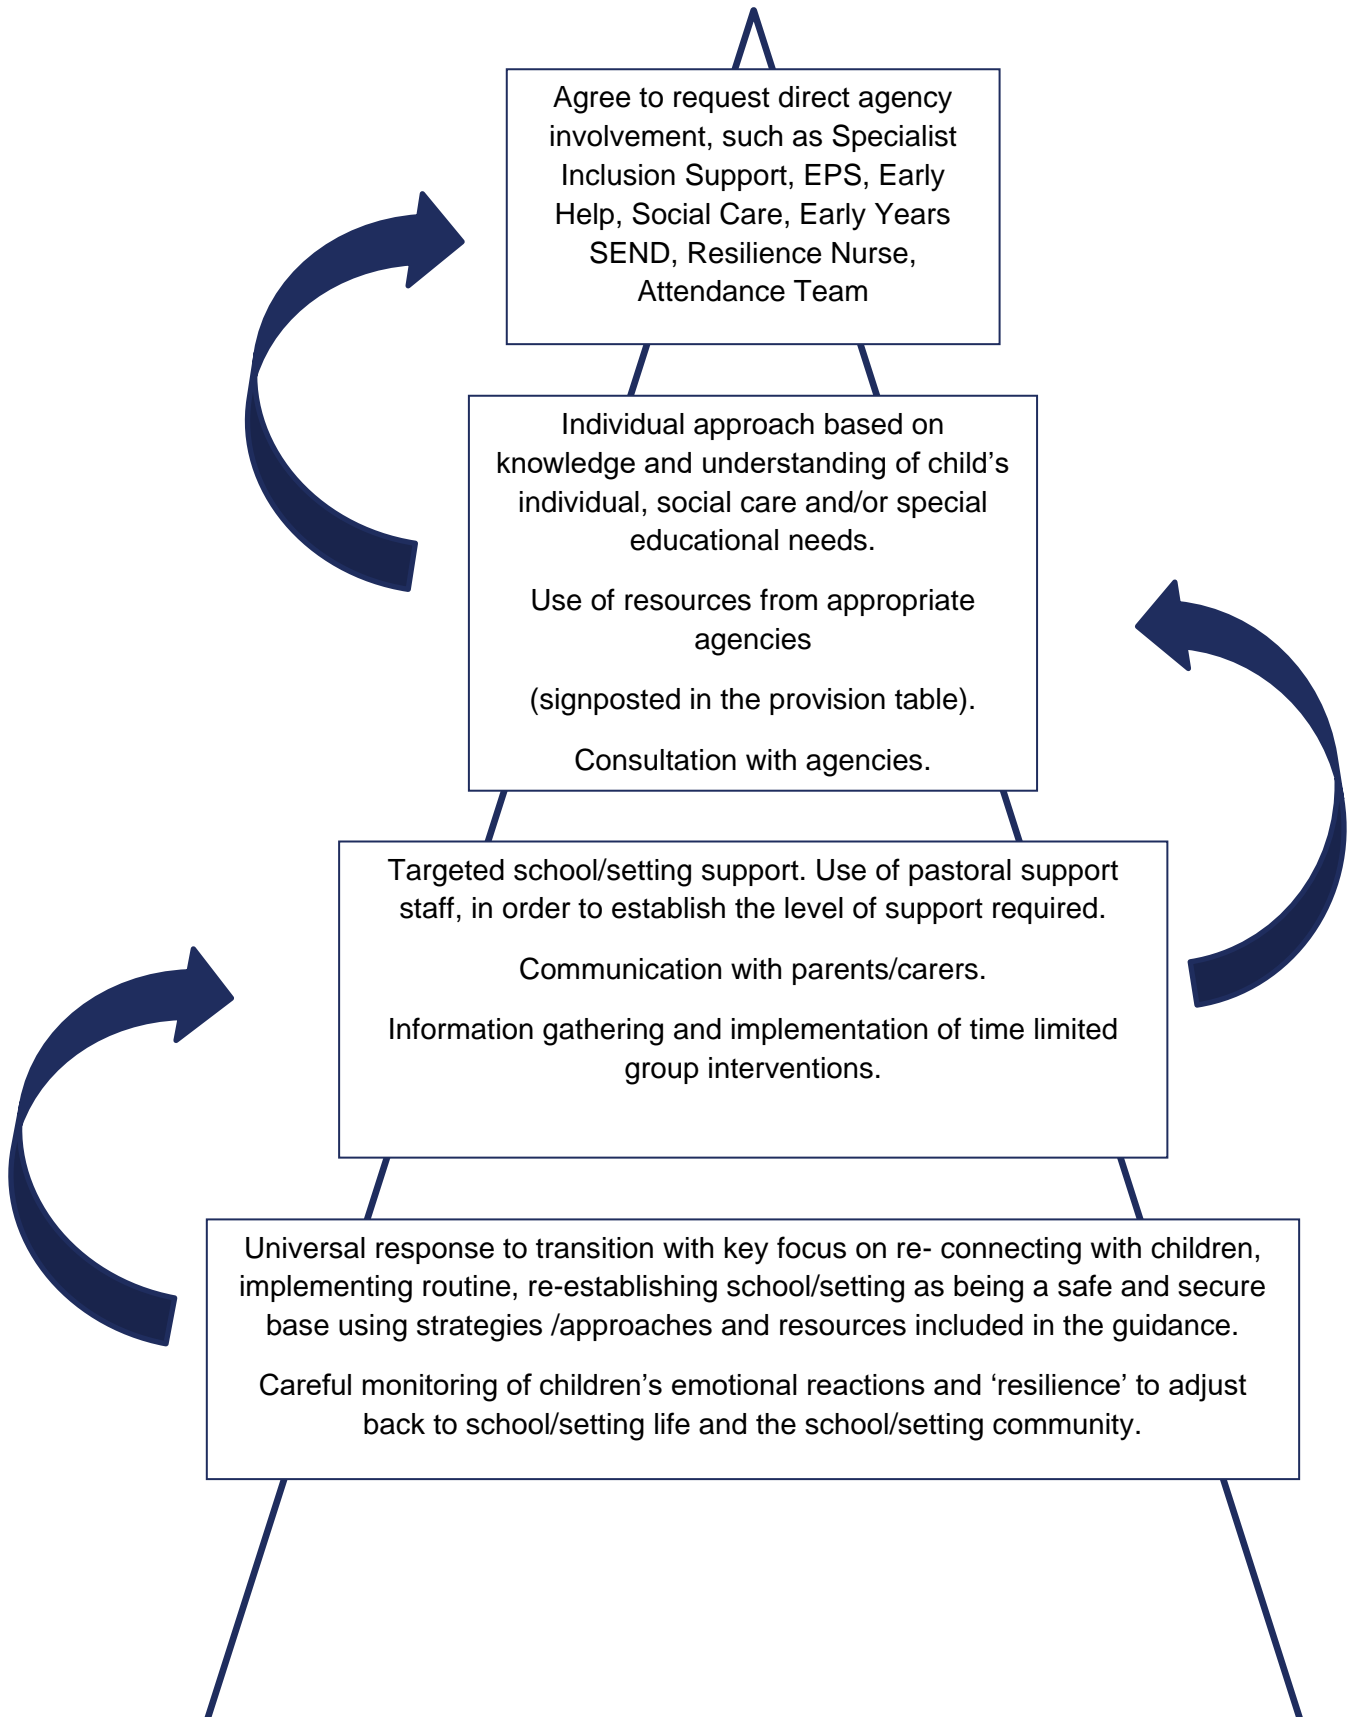 Agree to request direct agency
involvement, such as Specialist
Inclusion Support, EPS, Early
Help, Social Care, Early Years
SEND, Resilience Nurse,
Attendance Team
Individual approach based on
knowledge and understanding of child’s
individual, social care and/or special
educational needs.
Use of resources from appropriate
agencies
(signposted in the provision table).
Consultation with agencies.
Targeted school/setting support. Use of pastoral support
staff, in order to establish the level of support required.
Communication with parents/carers.
Information gathering and implementation of time limited
group interventions.
Universal response to transition with key focus on re- connecting with children,
implementing routine, re-establishing school/setting as being a safe and secure
base using strategies /approaches and resources included in the guidance.
Careful monitoring of children’s emotional reactions and ‘resilience’ to adjust
back to school/setting life and the school/setting community.